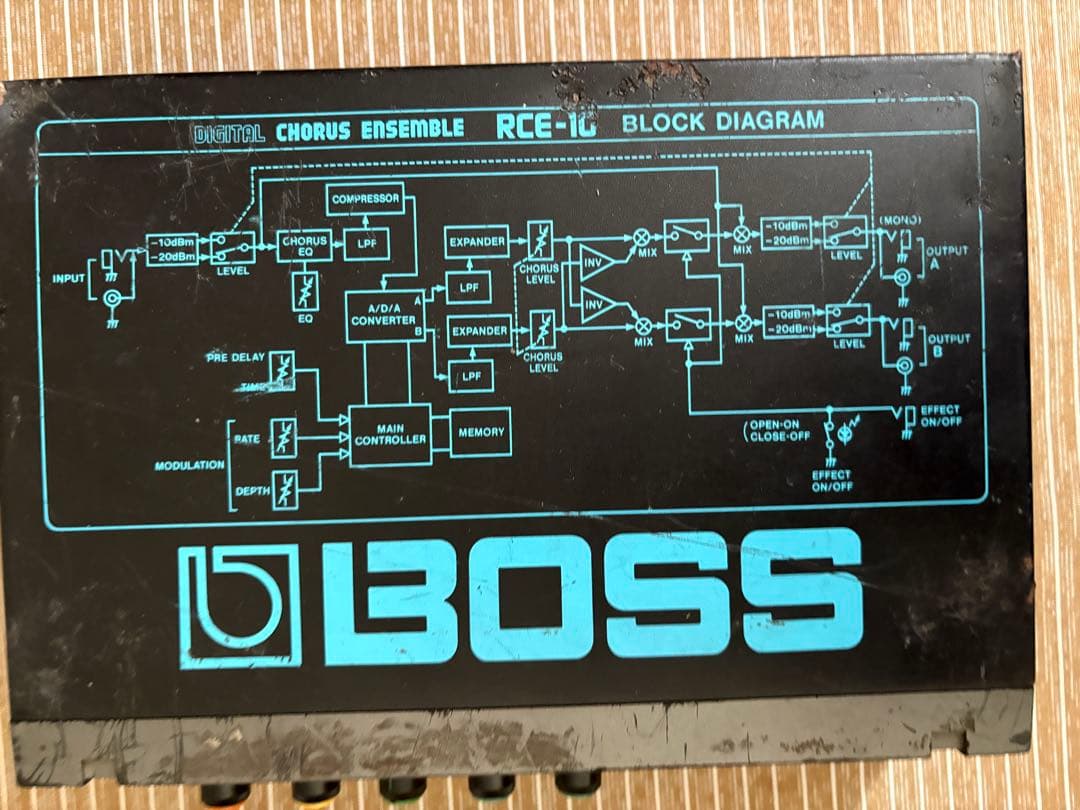 DIGITAL CHORUS ENSEMBLE RCE-10 BLOCK DIAGRAM
COMPRESSOR
(MONO)
INPUT
-10dBm
-20dBm
LEVEL
CHORUS
EQ
LPF
EQ
EXPANDER
LPF
CHORUS
LEVEL
INV
INV
MIX
MIX
-10dBm
-20dBm
LEVEL
OUTPUT
A
A/D/A
CONVERTER
A
B
EXPANDER
LPF
CHORUS
LEVEL
MIX
MIX
-10dBm
-20dBm
LEVEL
OUTPUT
B
PRE DELAY
TIME
MODULATION
RATE
DEPTH
MAIN
CONTROLLER
MEMORY
(OPEN-ON
CLOSE-OFF
EFFECT
ON/OFF
EFFECT
ON/OFF
b BOSS